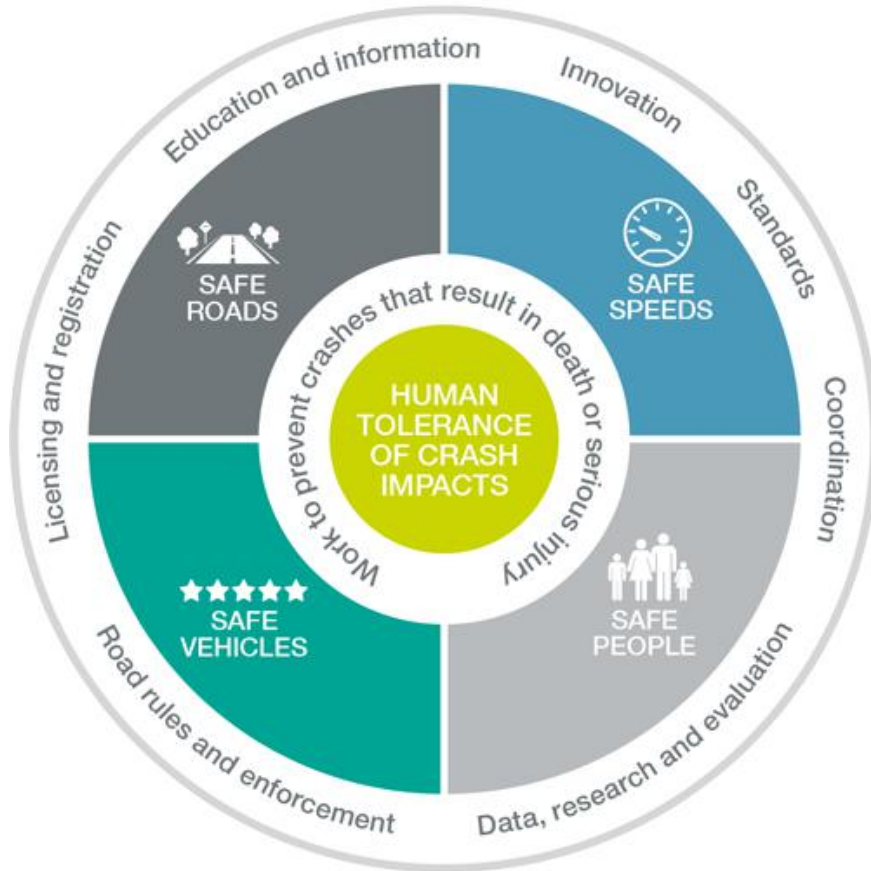 Education and information
Innovation
Standards
Coordination
Data, research and evaluation
Road rules and enforcement
Licensing and registration
SAFE
ROADS
SAFE
SPEEDS
SAFE
PEOPLE
SAFE
VEHICLES
Work to prevent crashes that result in death or serious injury
HUMAN
TOLERANCE
OF CRASH
IMPACTS